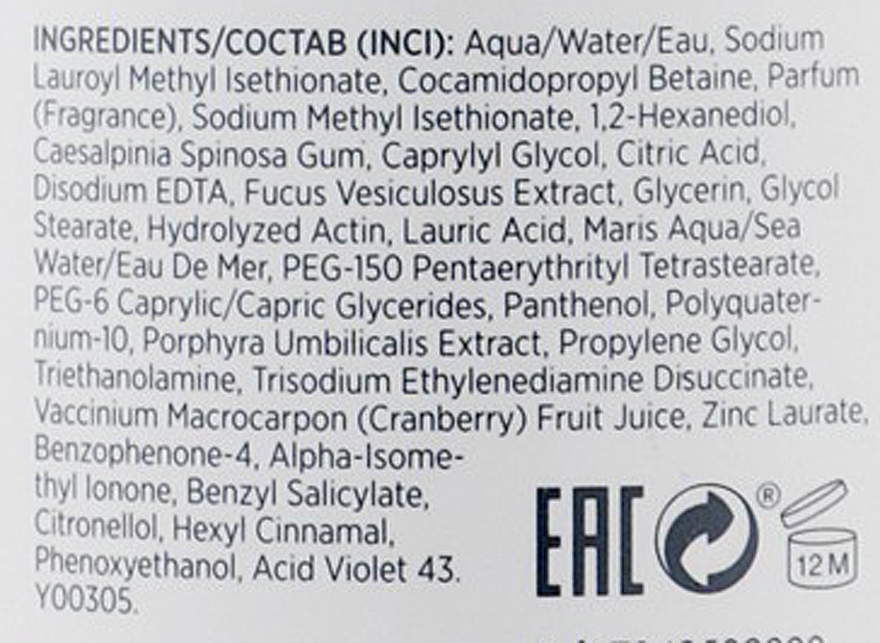 INGREDIENTS/СОСТАВ (INCI): Aqua/Water/Eau, Sodium
Lauroyl Methyl Isethionate, Cocamidopropyl Betaine, Parfum
(Fragrance), Sodium Methyl Isethionate, 1,2-Hexanediol,
Caesalpinia Spinosa Gum, Caprylyl Glycol, Citric Acid,
Disodium EDTA, Fucus Vesiculosus Extract, Glycerin, Glycol
Stearate, Hydrolyzed Actin, Lauric Acid, Maris Aqua/Sea
Water/Eau De Mer, PEG-150 Pentaerythrityl Tetrastearate,
PEG-6 Caprylic/Capric Glycerides, Panthenol, Polyquater-
nium-10, Porphyra Umbilicalis Extract, Propylene Glycol,
Triethanolamine, Trisodium Ethylenediamine Disuccinate,
Vaccinium Macrocarpon (Cranberry) Fruit Juice, Zinc Laurate,
Benzophenone-4, Alpha-Isome-
thyl Ionone, Benzyl Salicylate,
Citronellol, Hexyl Cinnamal,
Phenoxyethanol, Acid Violet 43.
Y00305.
EAC ® 12 M